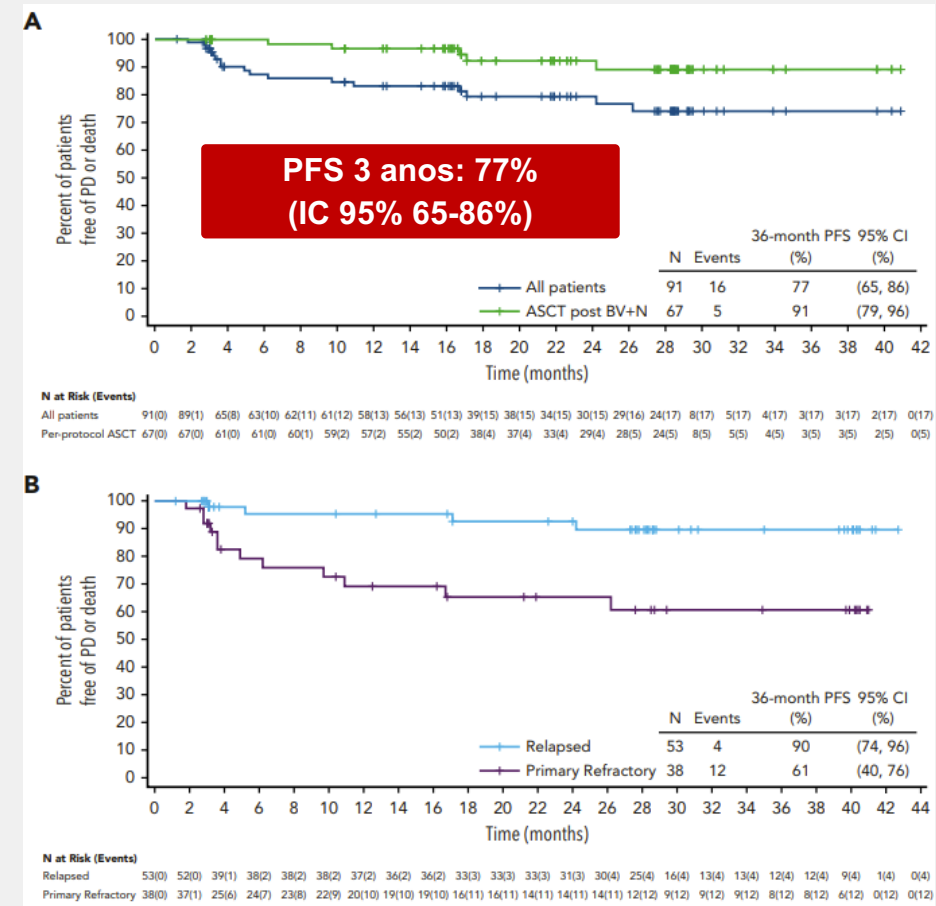 A
100
90
80
70
60
50
40
30
20
10
0
Percent of patients
free of PD or death
PFS 3 anos: 77%
(IC 95% 65-86%)
36-month PFS 95% CI
N Events (%) (%)
All patients 91 16 77 (65, 86)
ASCT post BV+N 67 5 91 (79, 96)
0 2 4 6 8 10 12 14 16 18 20 22 24 26 28 30 32 34 36 38 40 42
Time (months)
N at Risk (Events)
All patients 91(0) 89(1) 65(8) 63(10) 62(11) 61(12) 58(13) 56(13) 51(13) 39(15) 38(15) 34(15) 30(15) 29(16) 24(17) 8(17) 5(17) 4(17) 3(17) 3(17) 2(17) 0(17)
Per-protocol ASCT 67(0) 67(0) 61(0) 61(0) 60(1) 59(2) 57(2) 55(2) 50(2) 38(4) 37(4) 33(4) 29(4) 28(5) 24(5) 8(5) 5(5) 4(5) 3(5) 3(5) 2(5) 0(5)
B
100
90
80
70
60
50
40
30
20
10
0
Percent of patients
free of PD or death
36-month PFS 95% CI
N Events (%) (%)
Relapsed 53 4 90 (74, 96)
Primary Refractory 38 12 61 (40, 76)
0 2 4 6 8 10 12 14 16 18 20 22 24 26 28 30 32 34 36 38 40 42 44
Time (months)
N at Risk (Events)
Relapsed 53(0) 52(0) 39(1) 38(2) 38(2) 38(2) 37(2) 36(2) 36(2) 33(3) 33(3) 33(3) 31(3) 30(4) 25(4) 16(4) 13(4) 13(4) 12(4) 12(4) 9(4) 1(4) 0(4)
Primary Refractory 38(0) 37(1) 25(6) 24(7) 23(8) 22(9) 20(10) 19(10) 19(10) 16(11) 16(11) 14(11) 14(11) 14(11) 12(12) 9(12) 9(12) 9(12) 8(12) 8(12) 6(12) 0(12) 0(12)